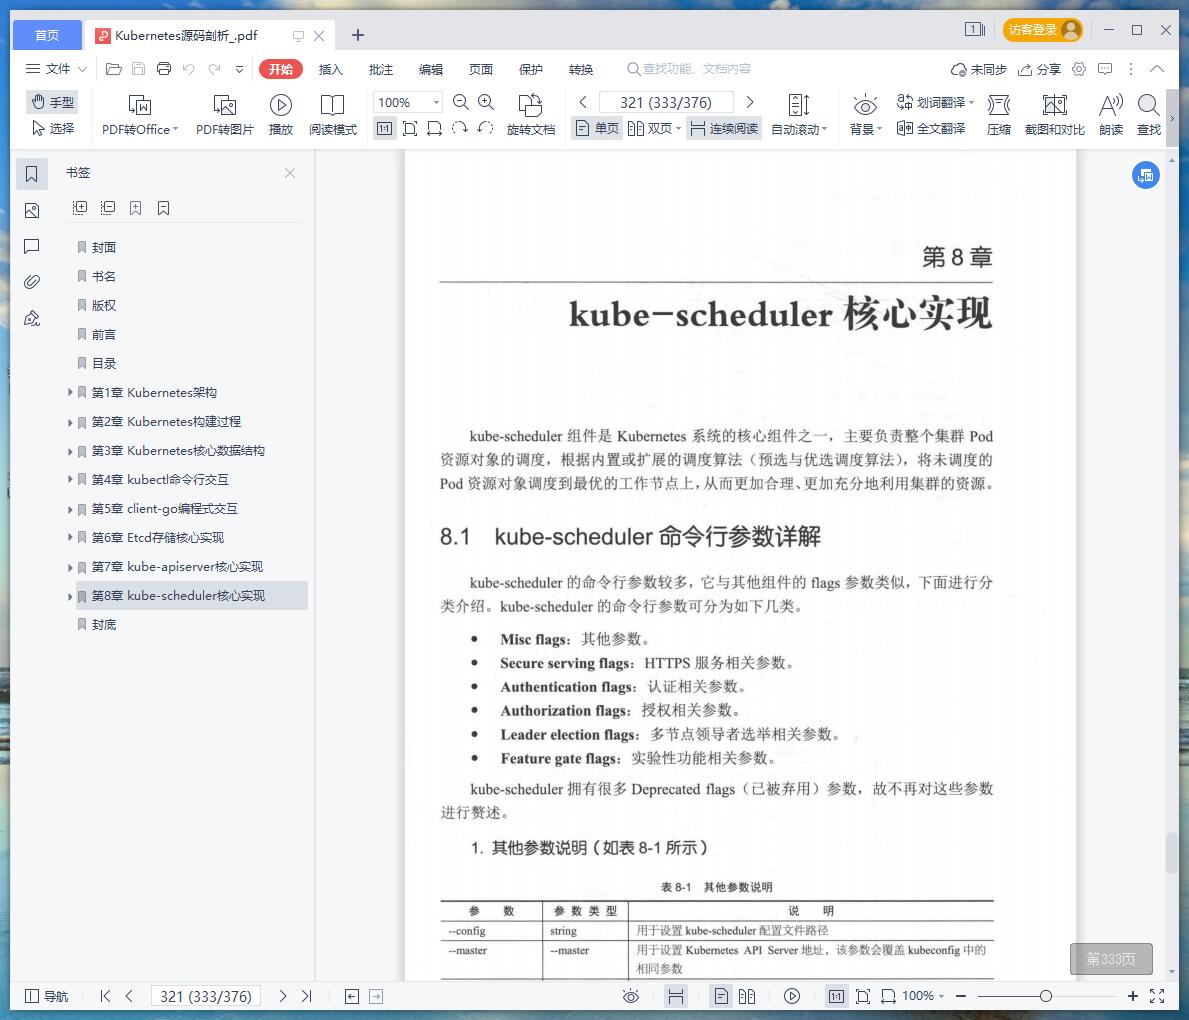 首页
Kubernetes源码剖析_.pdf
访客登录
文件
开始
插入
批注
编辑
页面
保护
转换
查找功能、文档内容
未同步
分享
手型
选择
PDF转Office
PDF转图片
播放
阅读模式
100%
旋转文档
321 (333/376)
单页
双页
连续阅读
自动滚动
背景
划词翻译
全文翻译
压缩
截图和对比
朗读
查找
书签
封面
书名
版权
前言
目录
第1章 Kubernetes架构
第2章 Kubernetes构建过程
第3章 Kubernetes核心数据结构
第4章 kubectl命令行交互
第5章 client-go编程式交互
第6章 Etcd存储核心实现
第7章 kube-apiserver核心实现
第8章 kube-scheduler核心实现
封底
第 8 章
kube-scheduler 核心实现
kube-scheduler 组件是 Kubernetes 系统的核心组件之一，主要负责整个集群 Pod
资源对象的调度，根据内置或扩展的调度算法（预选与优选调度算法），将未调度的
Pod 资源对象调度到最优的工作节点上，从而更加合理、更加充分地利用集群的资源。
8.1 kube-scheduler 命令行参数详解
kube-scheduler 的命令行参数较多，它与其他组件的 flags 参数类似，下面进行分
类介绍。kube-scheduler 的命令行参数可分为如下几类。
● Misc flags：其他参数。
● Secure serving flags：HTTPS 服务相关参数。
● Authentication flags：认证相关参数。
● Authorization flags：授权相关参数。
● Leader election flags：多节点领导者选举相关参数。
● Feature gate flags：实验性功能相关参数。
kube-scheduler 拥有很多 Deprecated flags（已被弃用）参数，故不再对这些参数
进行赘述。
1. 其他参数说明（如表 8-1 所示）
表 8-1 其他参数说明
参 数 参 数 类 型 说 明
--config string 用于设置 kube-scheduler 配置文件路径
--master --master 用于设置 Kubernetes API Server 地址，该参数会覆盖 kubeconfig 中的
相同参数
第333页
导航
321 (333/376)
100%